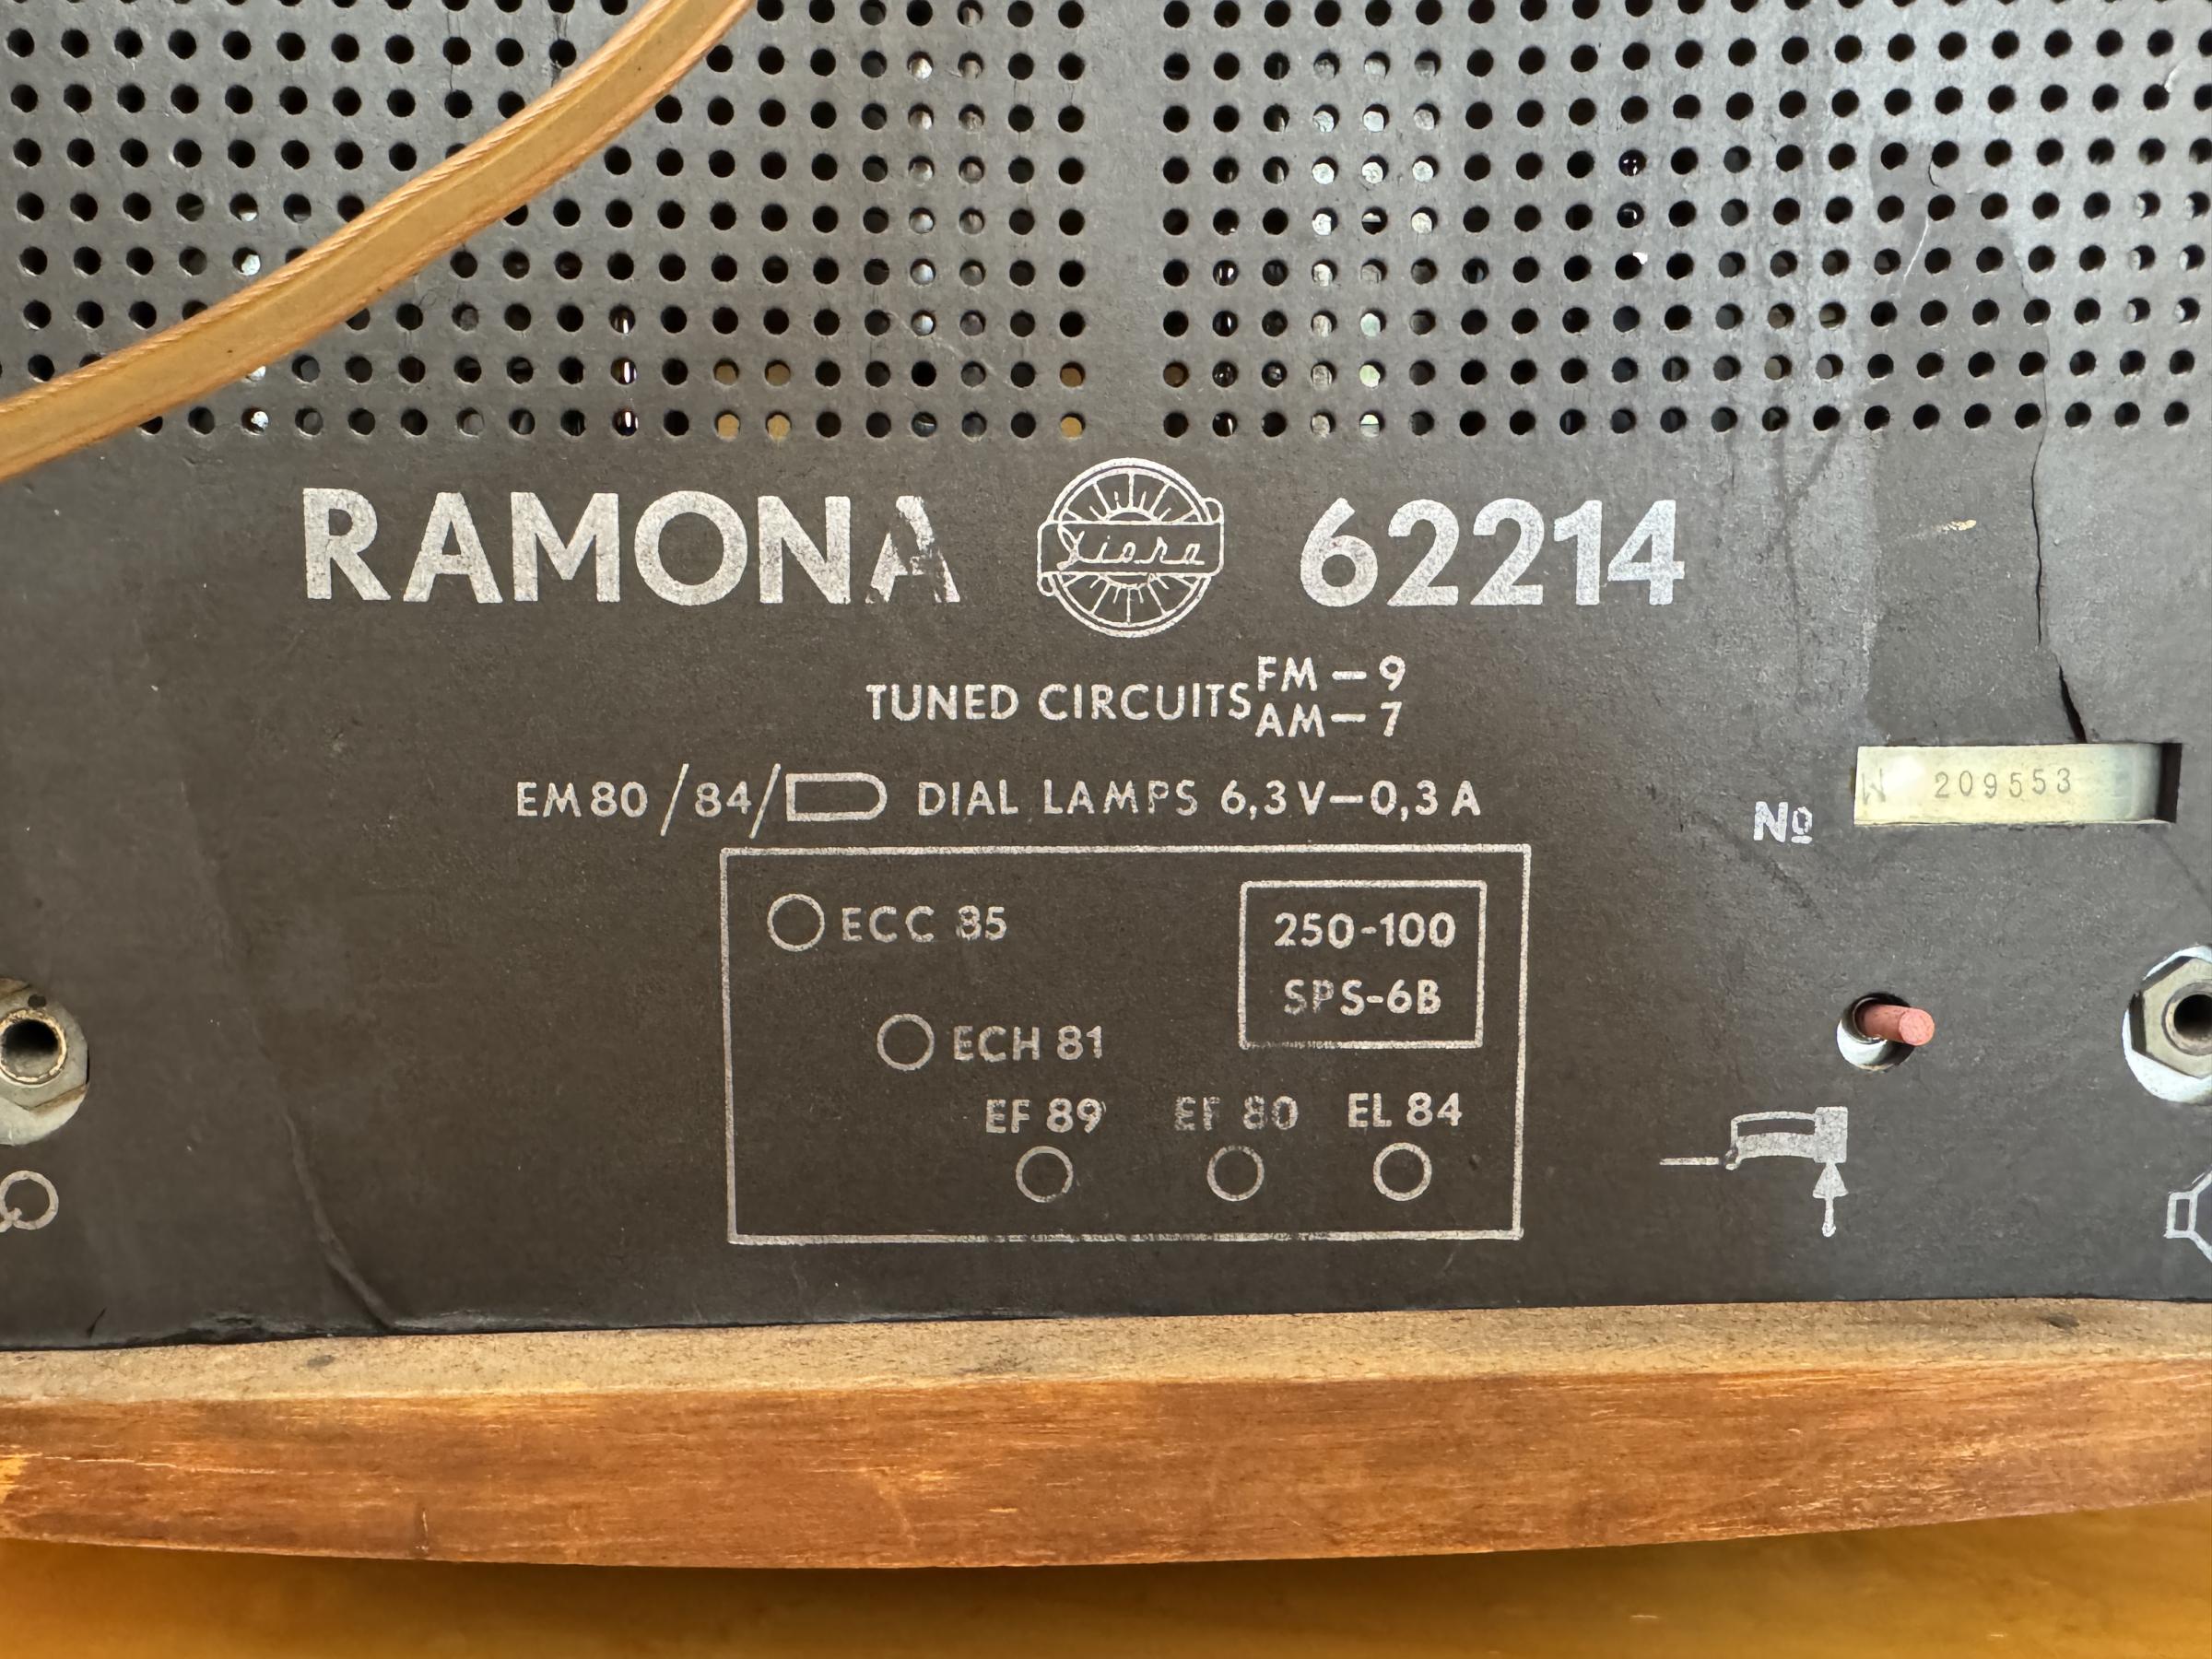 RAMONA Diora 62214
TUNED CIRCUITS FM – 9
AM – 7
EM80/84/ DIAL LAMPS 6,3V–0,3A
W 209553
№
ECC 85
250-100
SPS-6B
ECH 81
EF 89 EF 80 EL 84